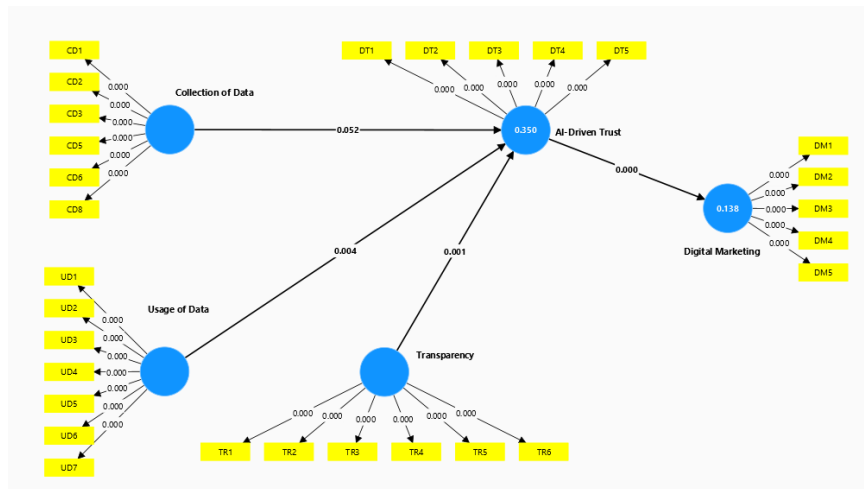 CD1
CD2
CD3
CD5
CD6
CD8
0.000
0.000
0.000
0.000
0.000
0.000
Collection of Data
0.052
DT1
DT2
DT3
DT4
DT5
0.000
0.000
0.000
0.000
0.000
0.350
AI-Driven Trust
0.000
0.138
Digital Marketing
DM1
DM2
DM3
DM4
DM5
0.000
0.000
0.000
0.000
0.000
0.004
0.001
UD1
UD2
UD3
UD4
UD5
UD6
UD7
0.000
0.000
0.000
0.000
0.000
0.000
0.000
Usage of Data
Transparency
0.000
0.000
0.000
0.000
0.000
0.000
TR1
TR2
TR3
TR4
TR5
TR6